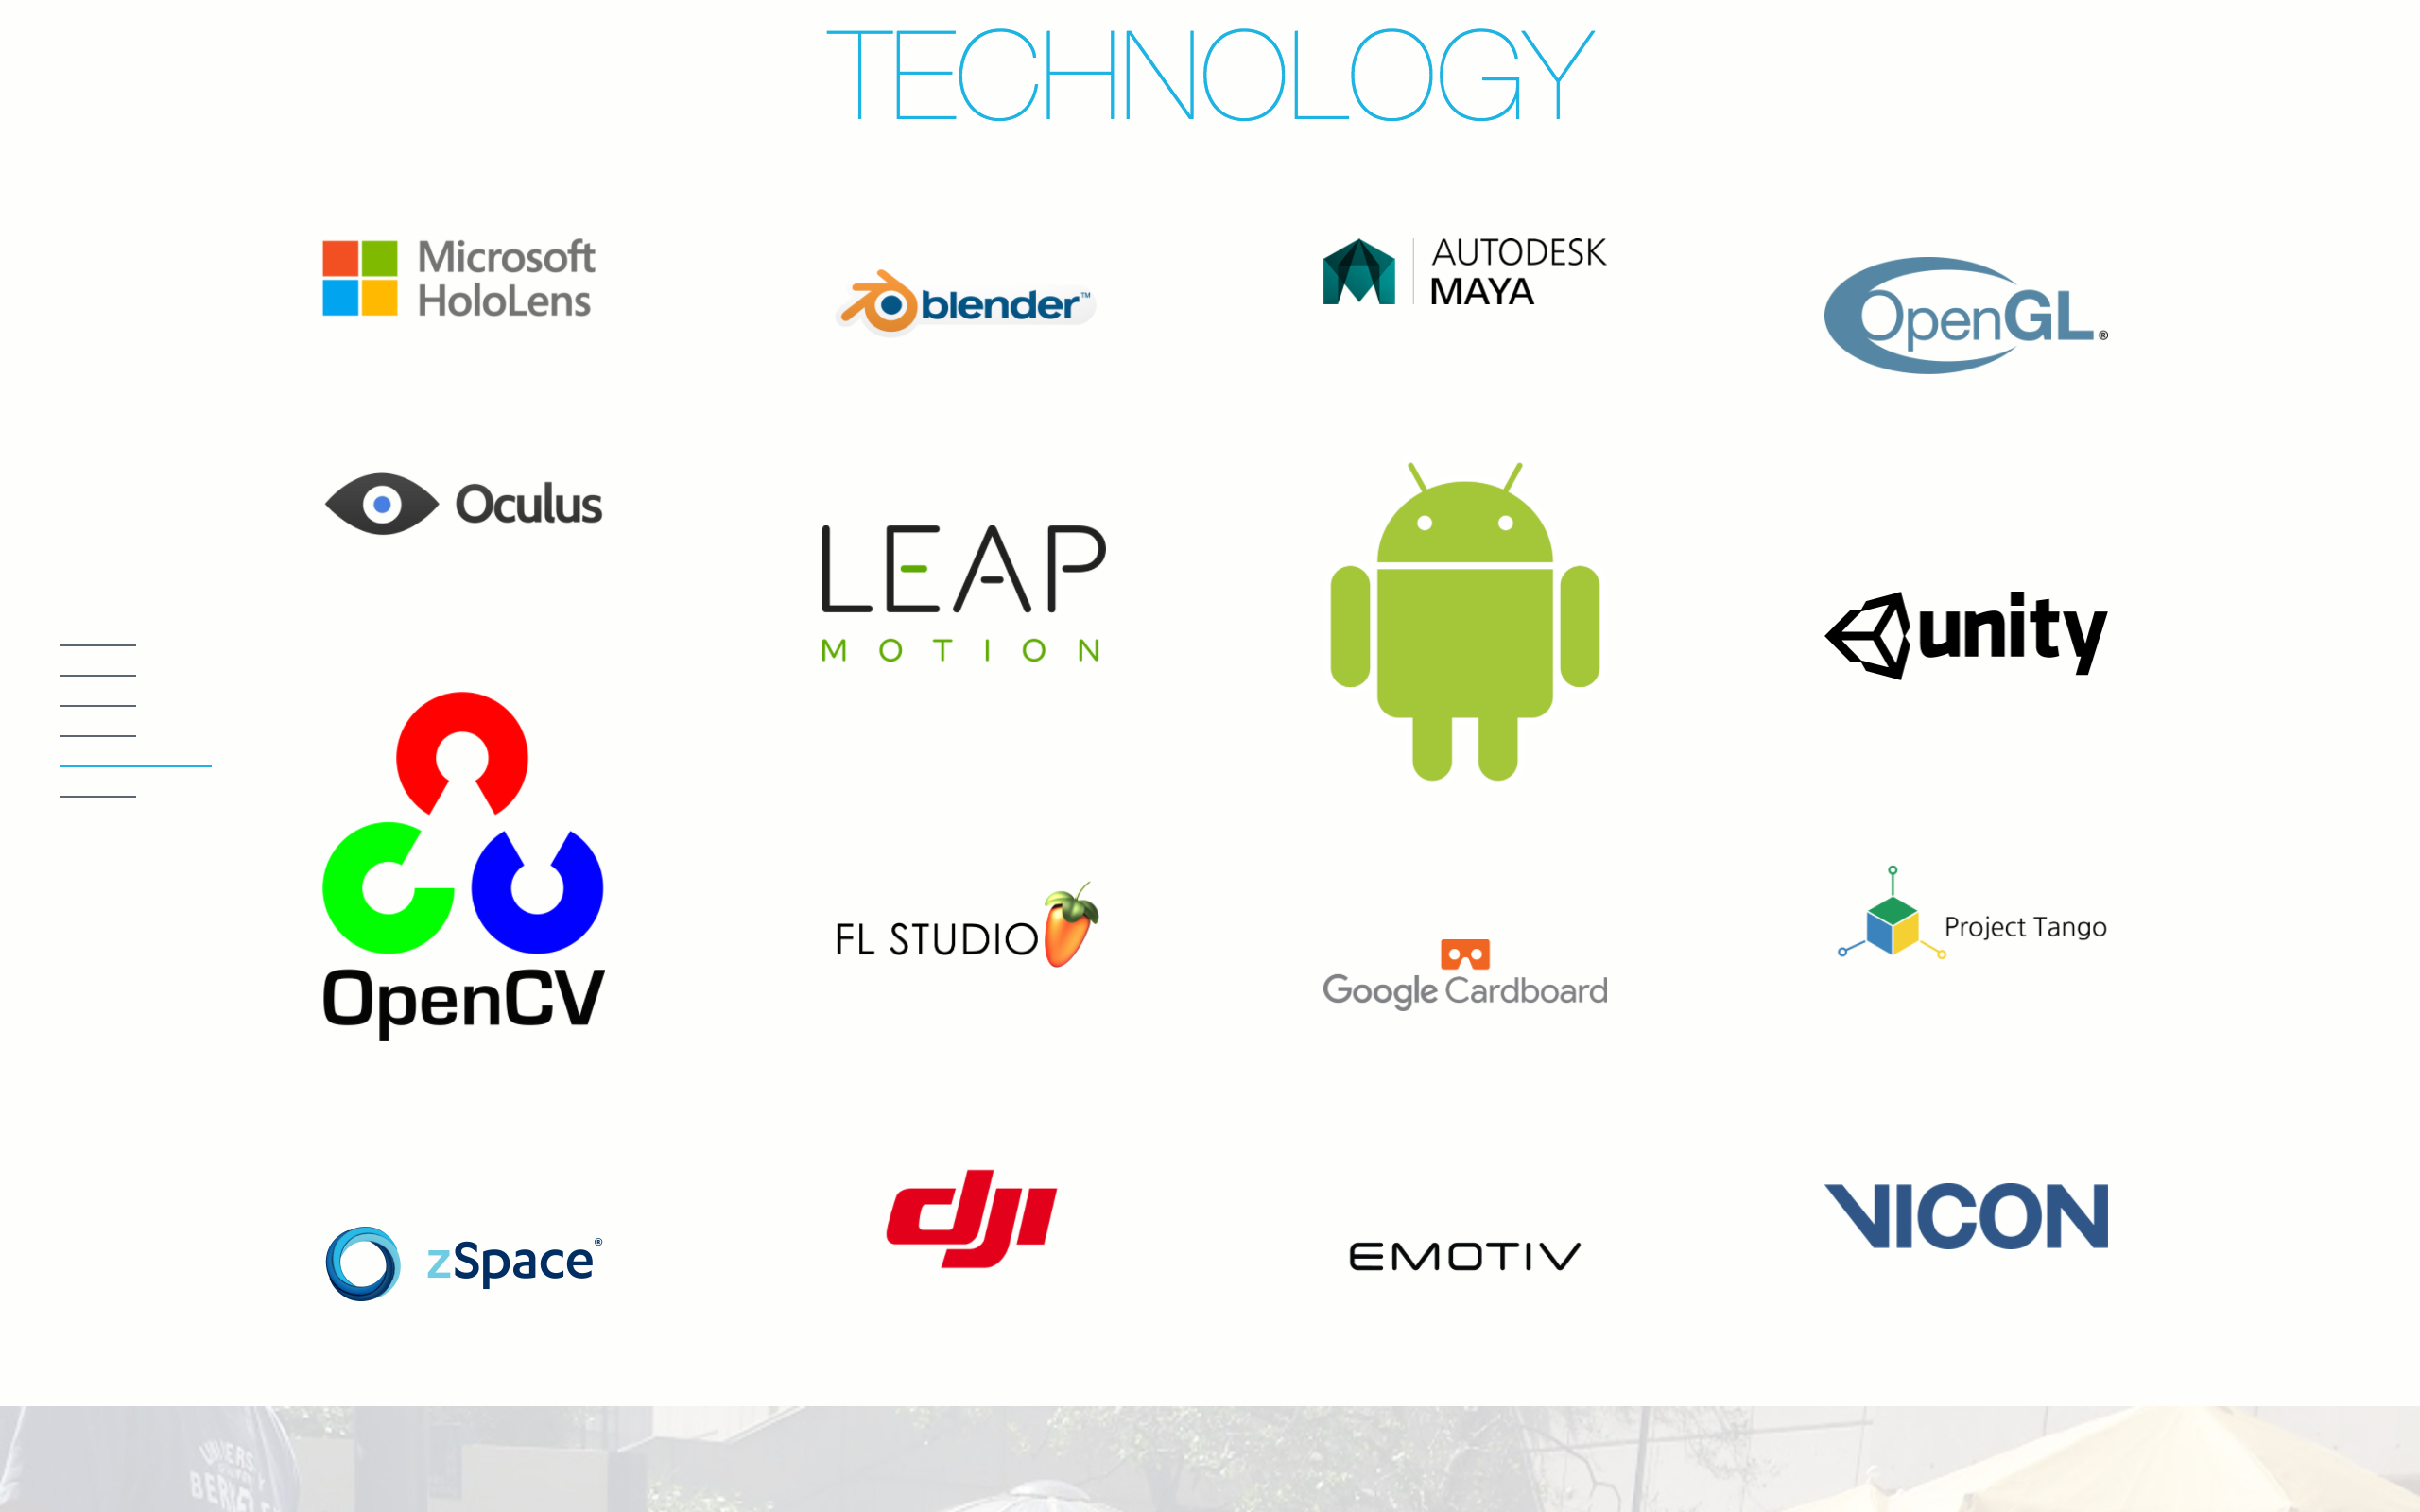 TECHNOLOGY
Microsoft
HoloLens
blender™
AUTODESK
MAYA
OpenGL®
Oculus
LEAP
MOTION
unity
OpenCV
FL STUDIO
Google Cardboard
Project Tango
zSpace®
dji
EMOTIV
VICON